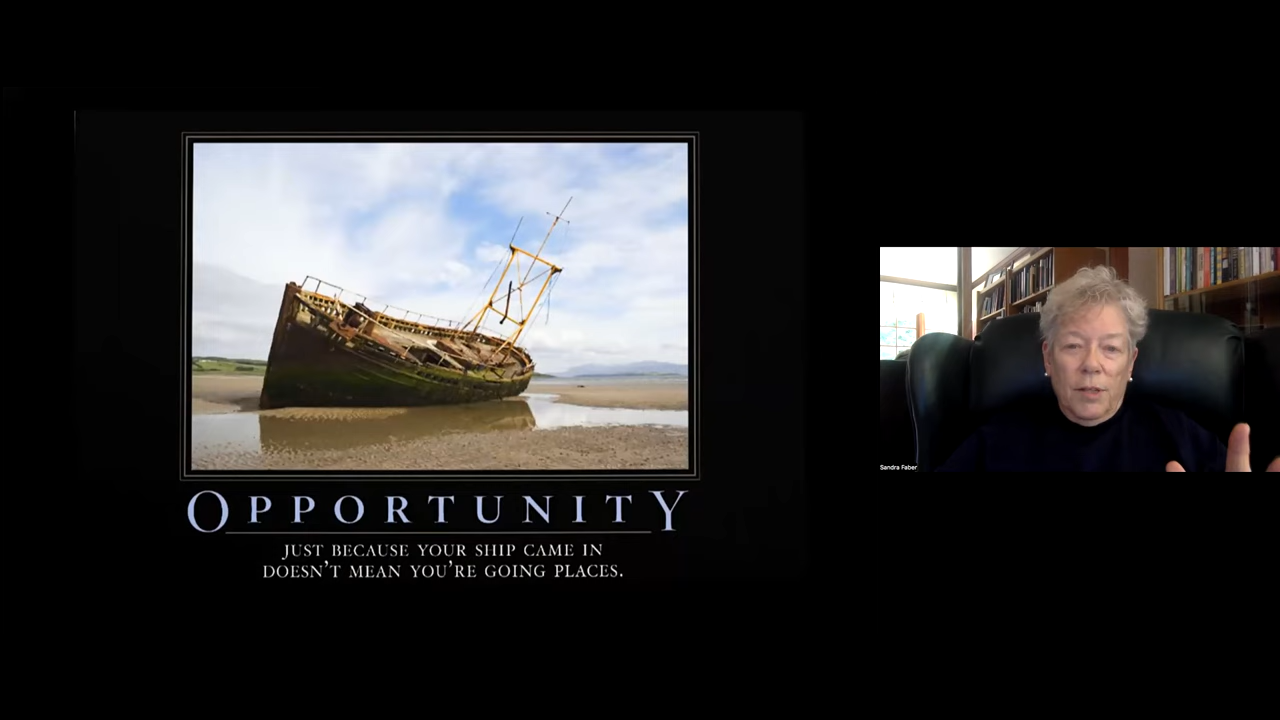 OPPORTUNITY
JUST BECAUSE YOUR SHIP CAME IN
DOESN'T MEAN YOU'RE GOING PLACES.
Sandra Faber